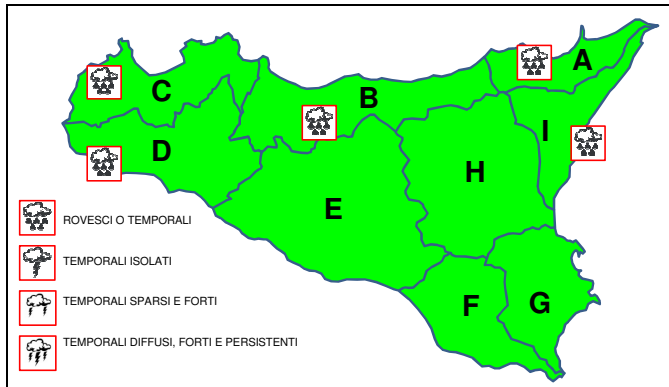 A
C
B
I
D
H
E
F
G
ROVESCI O TEMPORALI
TEMPORALI ISOLATI
TEMPORALI SPARSI E FORTI
TEMPORALI DIFFUSI, FORTI E PERSISTENTI